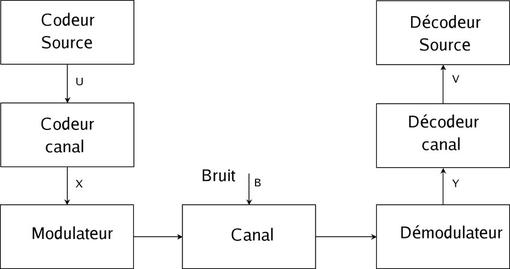 Codeur
Source
Décodeur
Source
U
V
Codeur
canal
Décodeur
canal
X
Bruit
B
Y
Modulateur
Canal
Démodulateur